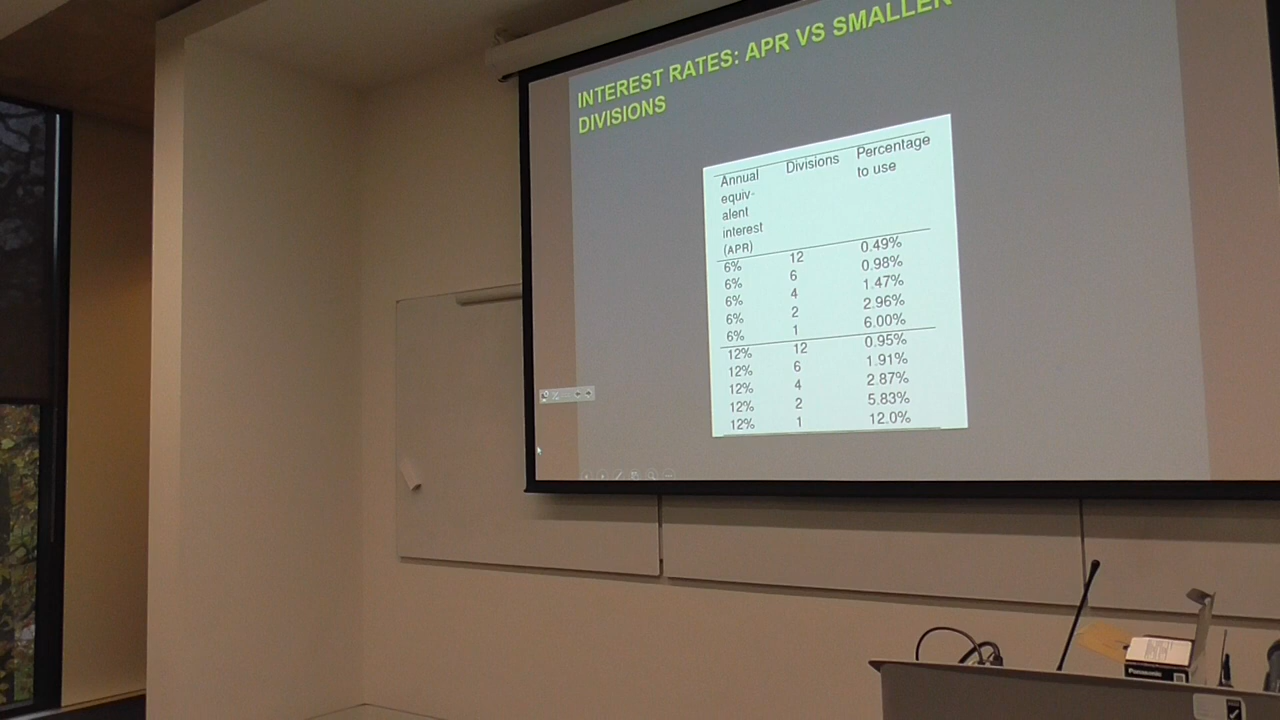 INTEREST RATES: APR VS SMALLER
DIVISIONS
Annual equiv- alent interest (APR) Divisions Percentage to use
6% 12 0.49%
6% 6 0.98%
6% 4 1.47%
6% 2 2.96%
6% 1 6.00%
12% 12 0.95%
12% 6 1.91%
12% 4 2.87%
12% 2 5.83%
12% 1 12.0%
Panasonic